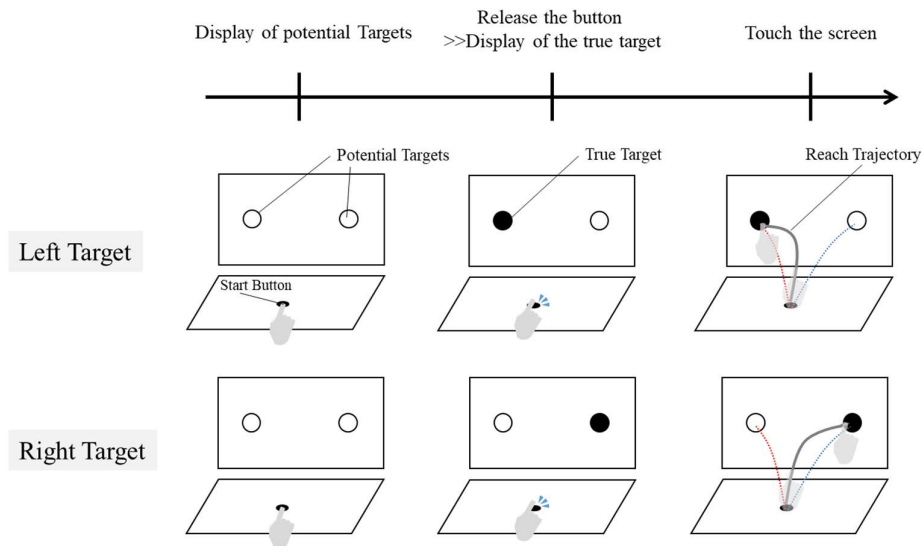 Display of potential Targets
Release the button
>>Display of the true target
Touch the screen
Potential Targets
True Target
Reach Trajectory
Left Target
Start Button
Right Target